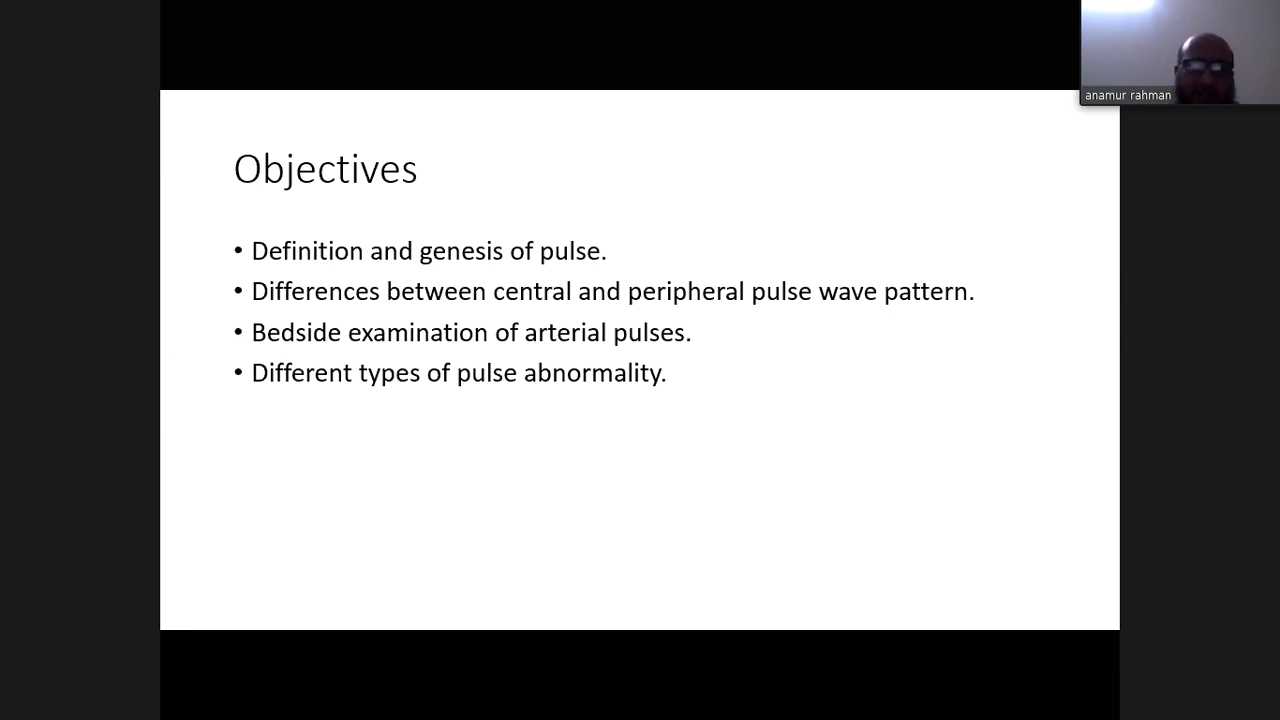 anamur rahman
Objectives
• Definition and genesis of pulse.
• Differences between central and peripheral pulse wave pattern.
• Bedside examination of arterial pulses.
• Different types of pulse abnormality.